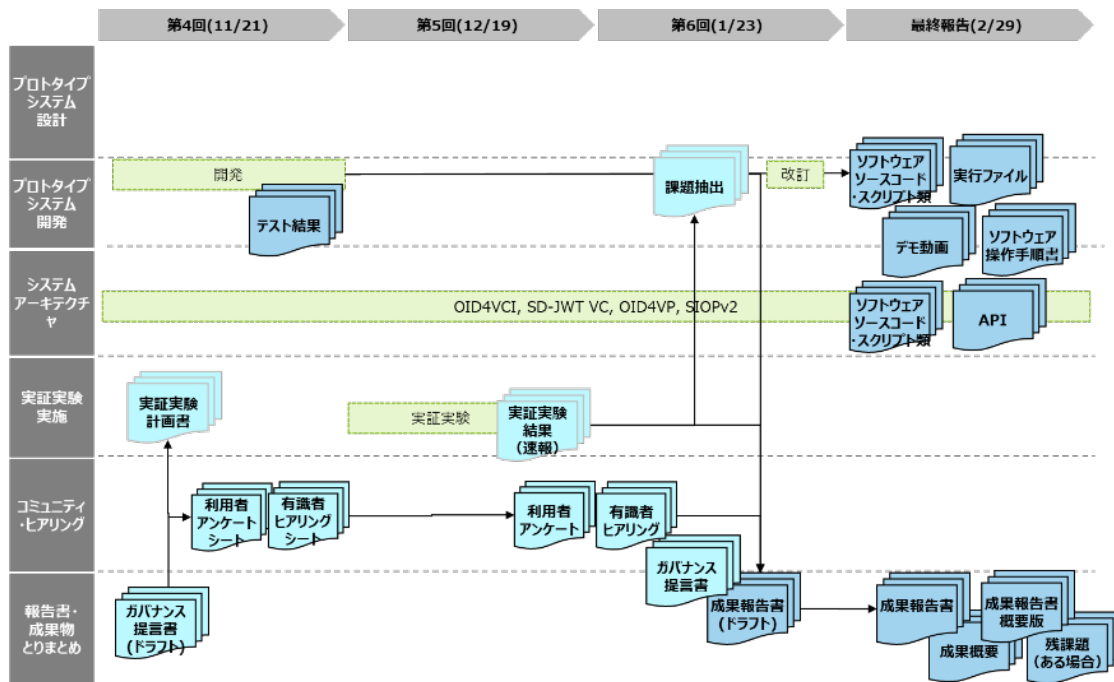 第4回(11/21)
第5回(12/19)
第6回(1/23)
最終報告(2/29)
プロトタイプ
システム
設計
プロトタイプ
システム
開発
開発
テスト結果
課題抽出
改訂
ソフトウェア
ソースコード
・スクリプト類
実行ファイル
デモ動画
ソフトウェア
操作手順書
システム
アーキテクチ
ャ
OID4VCI, SD-JWT VC, OID4VP, SIOPv2
ソフトウェア
ソースコード
・スクリプト類
API
実証実験
実施
実証実験
計画書
実証実験
実証実験
結果
(速報)
コミュニティ
・ヒアリング
利用者
アンケート
シート
有識者
ヒアリング
シート
利用者
アンケート
有識者
ヒアリング
ガバナンス
提言書
報告書・
成果物
とりまとめ
ガバナンス
提言書
(ドラフト)
成果報告書
(ドラフト)
成果報告書
成果概要
成果報告書
概要版
残課題
(ある場合)